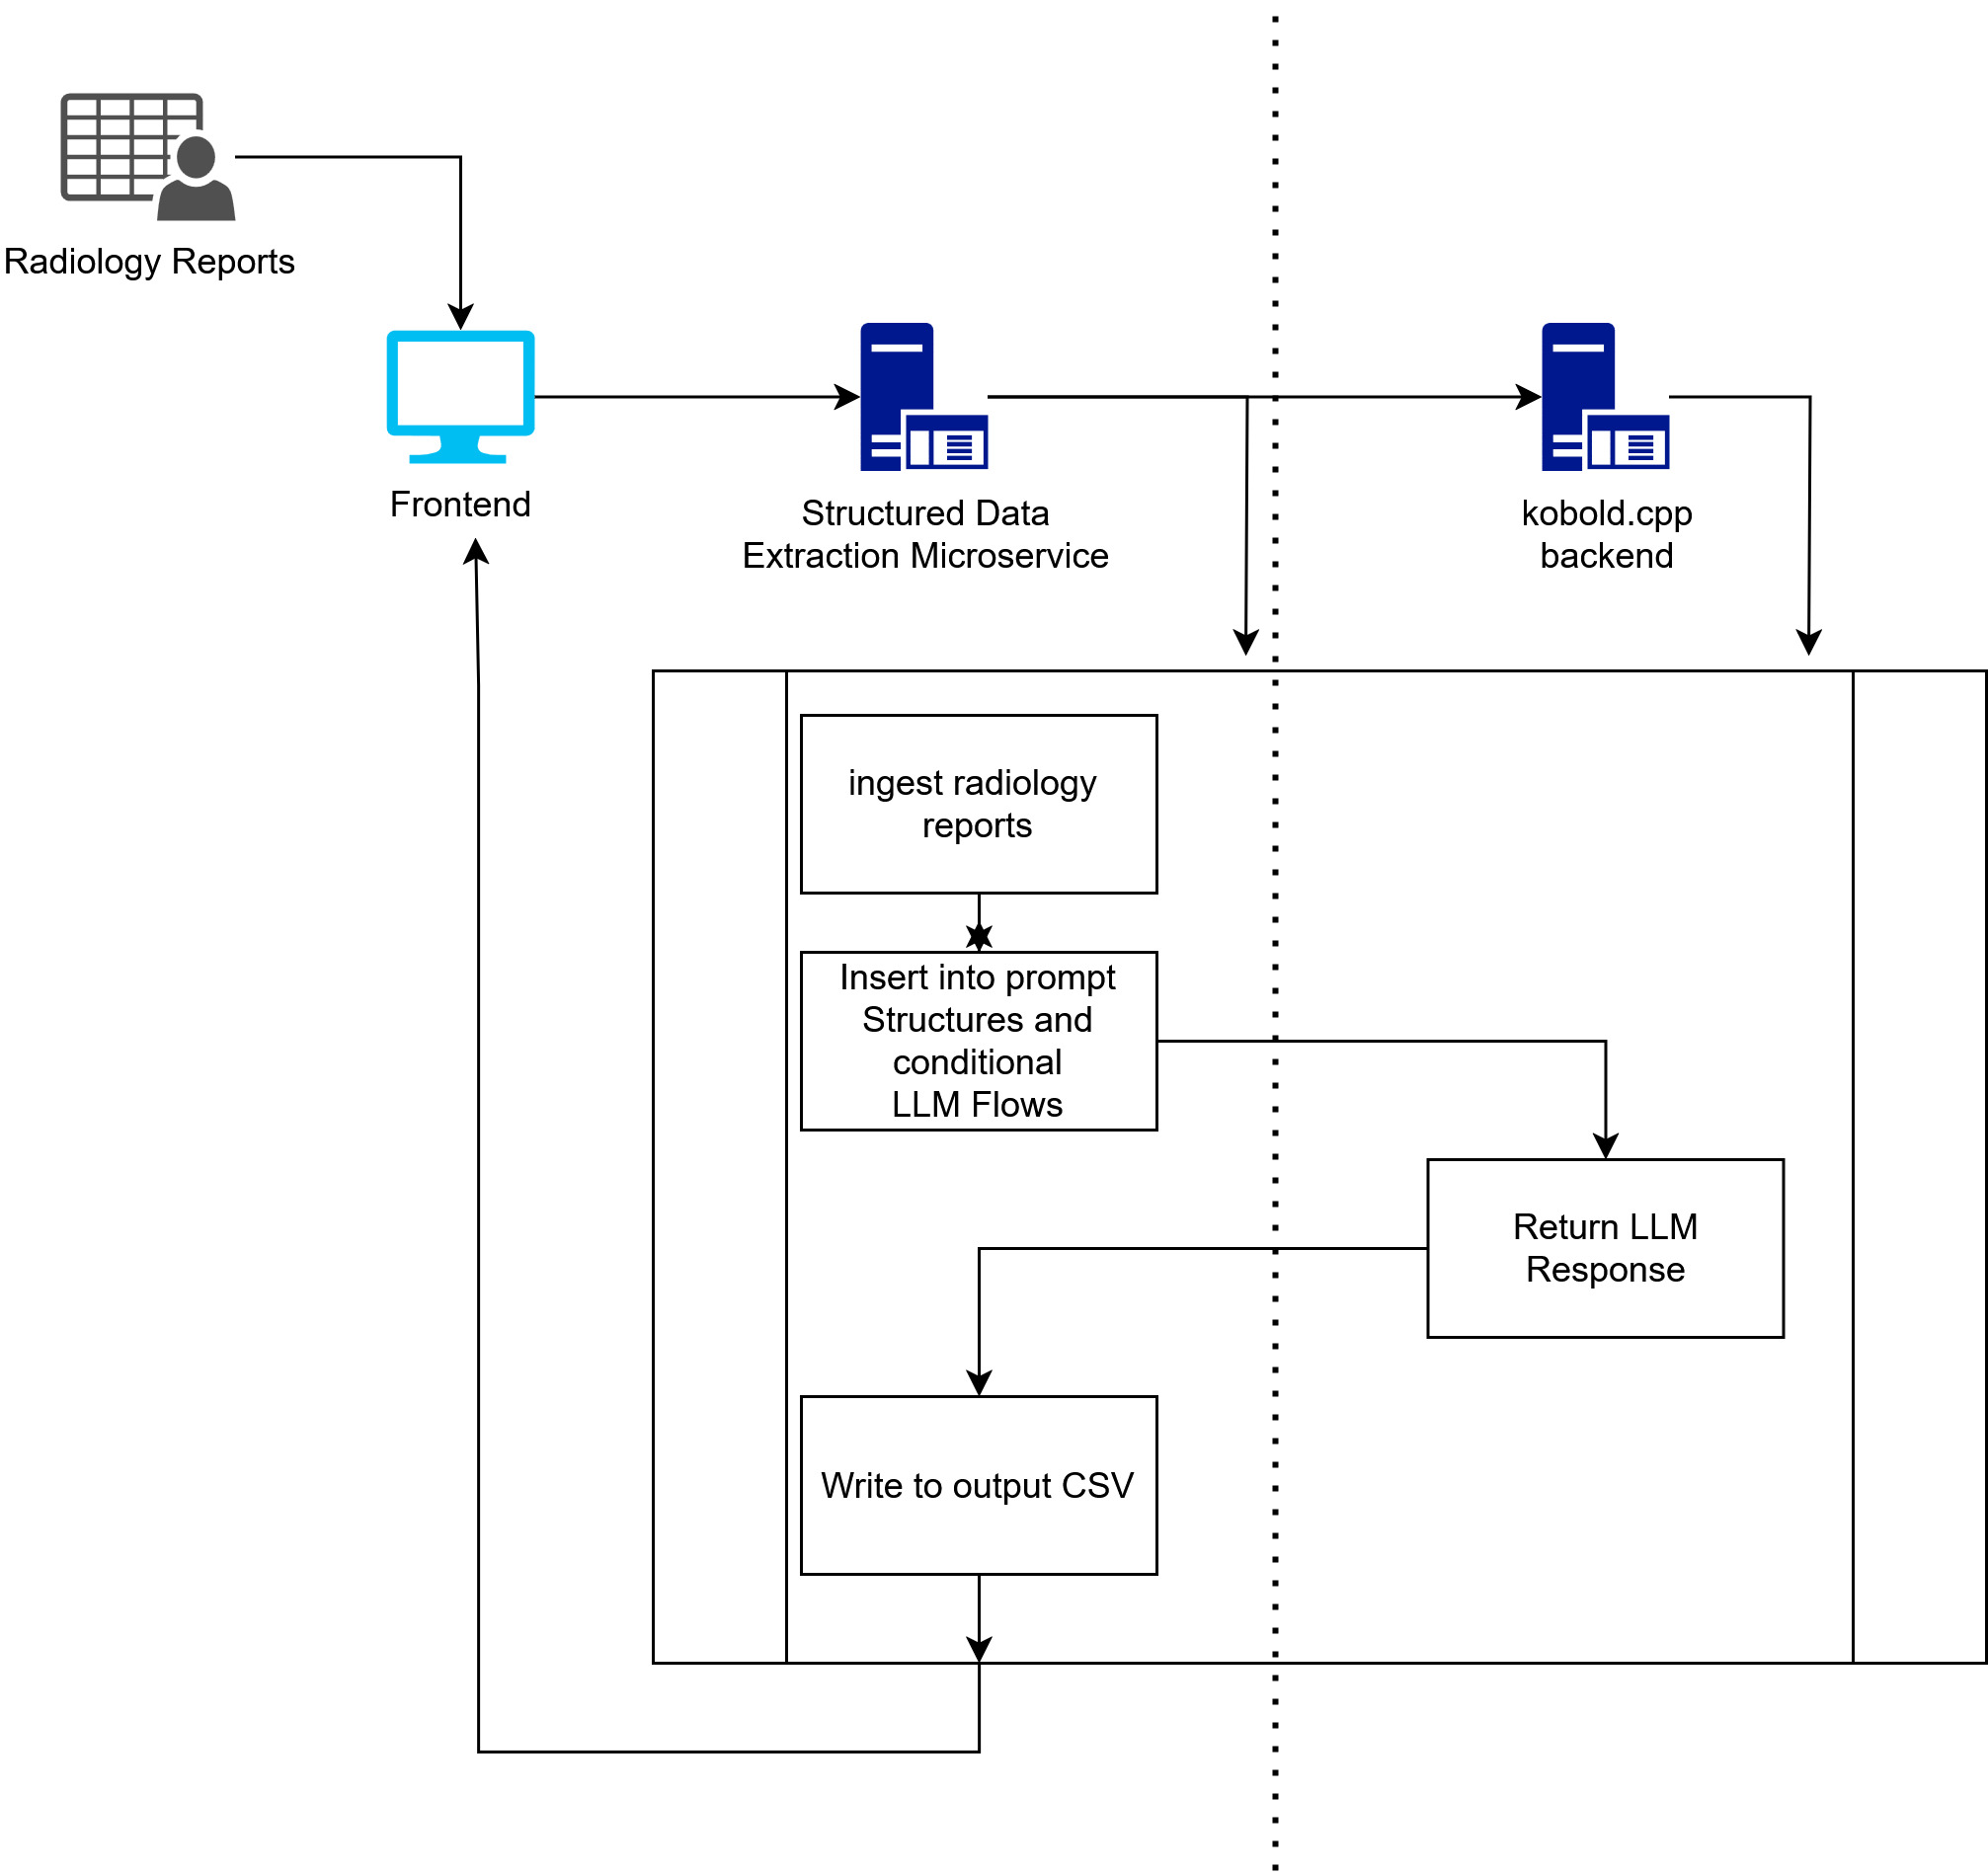 Radiology Reports
Frontend
Structured Data
Extraction Microservice
kobold.cpp
backend
ingest radiology
reports
Insert into prompt
Structures and
conditional
LLM Flows
Return LLM
Response
Write to output CSV